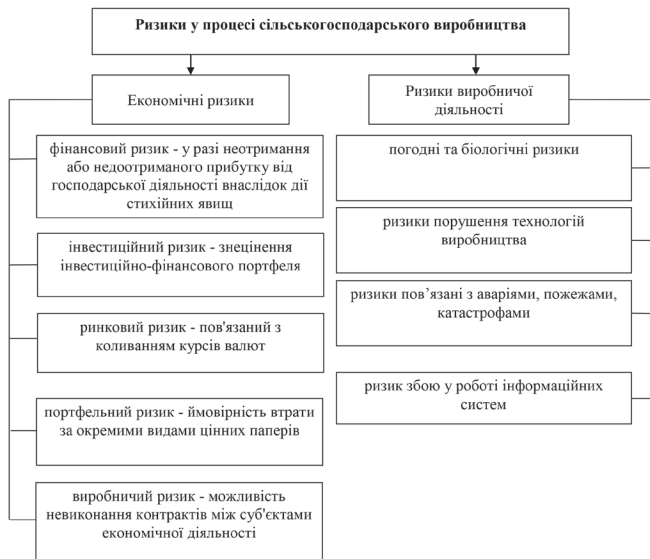 Ризики у процесі сільськогосподарського виробництва
Економічні ризики
фінансовий ризик - у разі неотримання
або недоотриманого прибутку від
господарської діяльності внаслідок дії
стихійних явищ
інвестиційний ризик - знецінення
інвестиційно-фінансового портфеля
ринковий ризик - пов'язаний з
коливанням курсів валют
портфельний ризик - ймовірність втрати
за окремими видами цінних паперів
виробничий ризик - можливість
невиконання контрактів між суб'єктами
економічної діяльності
Ризики виробничої
діяльності
погодні та біологічні ризики
ризики порушення технологій
виробництва
ризики пов’язані з аваріями, пожежами,
катастрофами
ризик збою у роботі інформаційних
систем